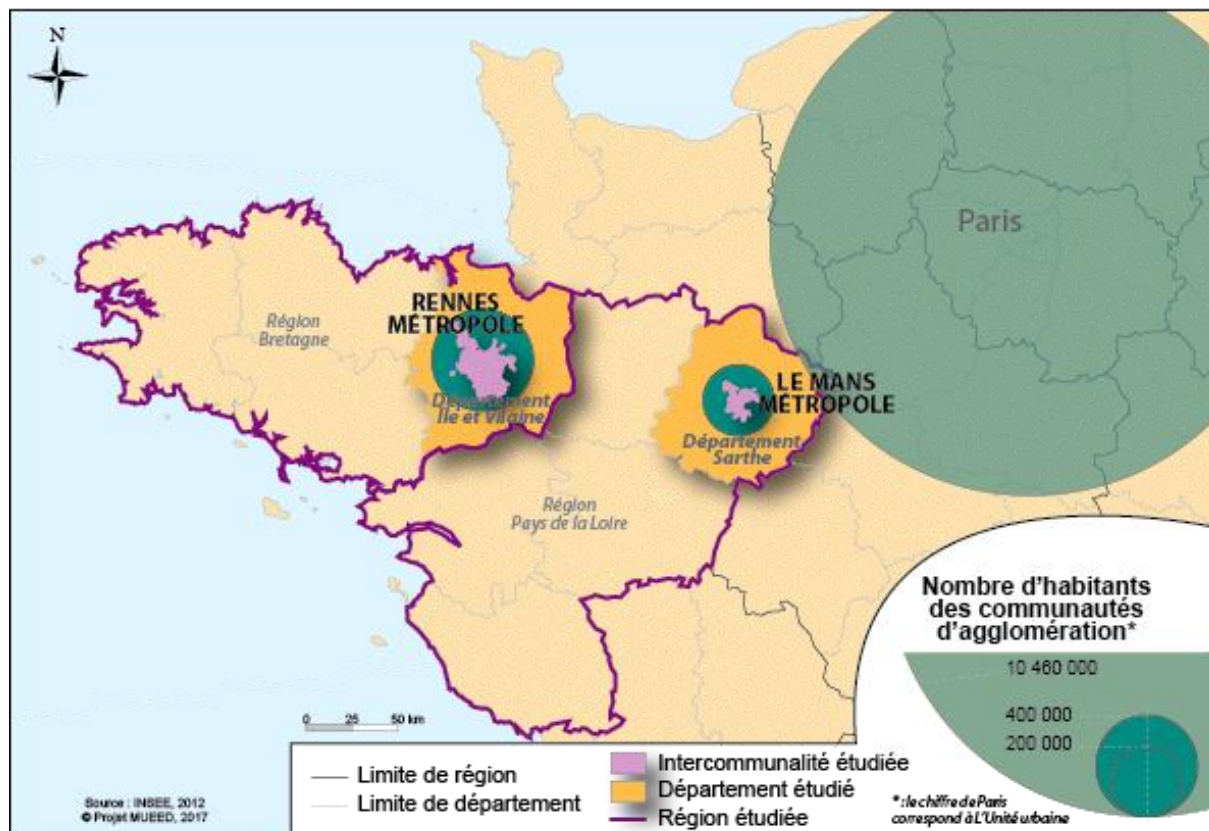 N
Paris
RENNES
MÉTROPOLE
Région
Bretagne
LE MANS
MÉTROPOLE
Département
Ile et Vilaine
Département
Sarthe
Région
Pays de la Loire
Nombre d'habitants
des communautés
d'agglomération*
10 460 000
400 000
200 000
0 25 50 km
Limite de région
Limite de département
Intercommunalité étudiée
Département étudié
Région étudiée
Source : INSEE, 2012
© Projet MUEED, 2017
* : le chiffre de Paris
correspond à L'Unité urbaine